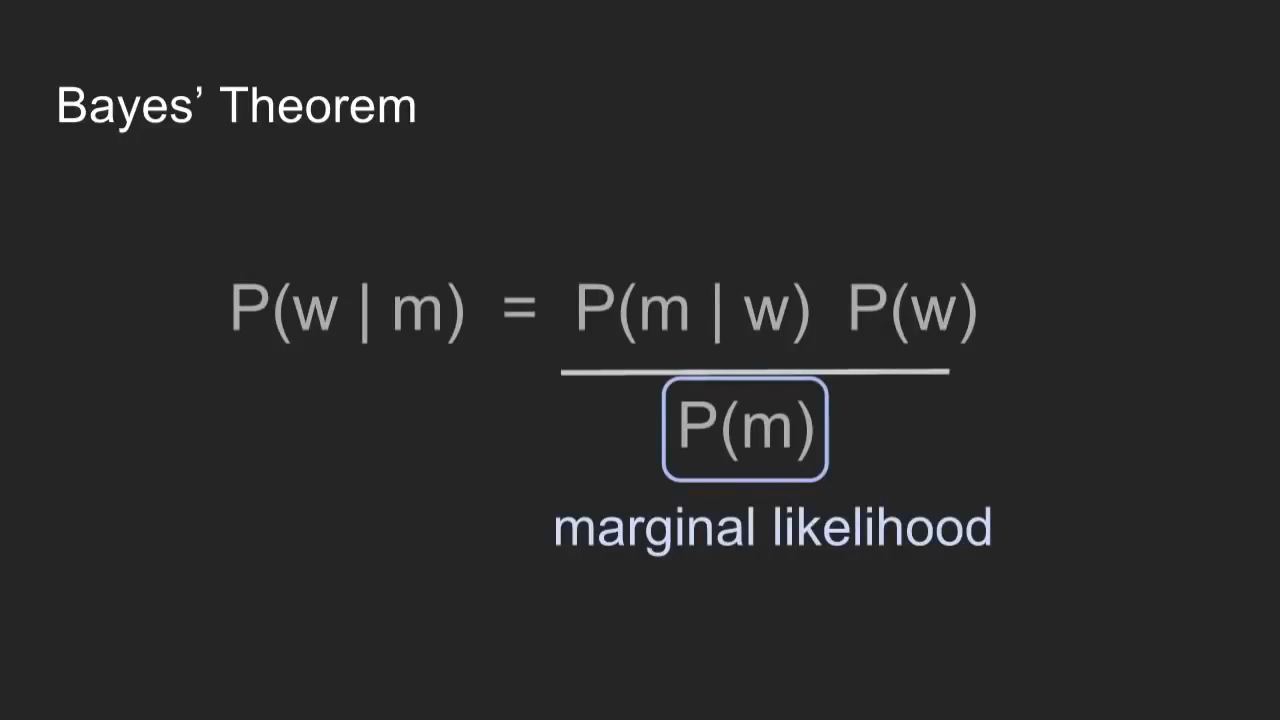 Bayes’ Theorem
P(w | m) = P(m | w) P(w)
P(m)
marginal likelihood